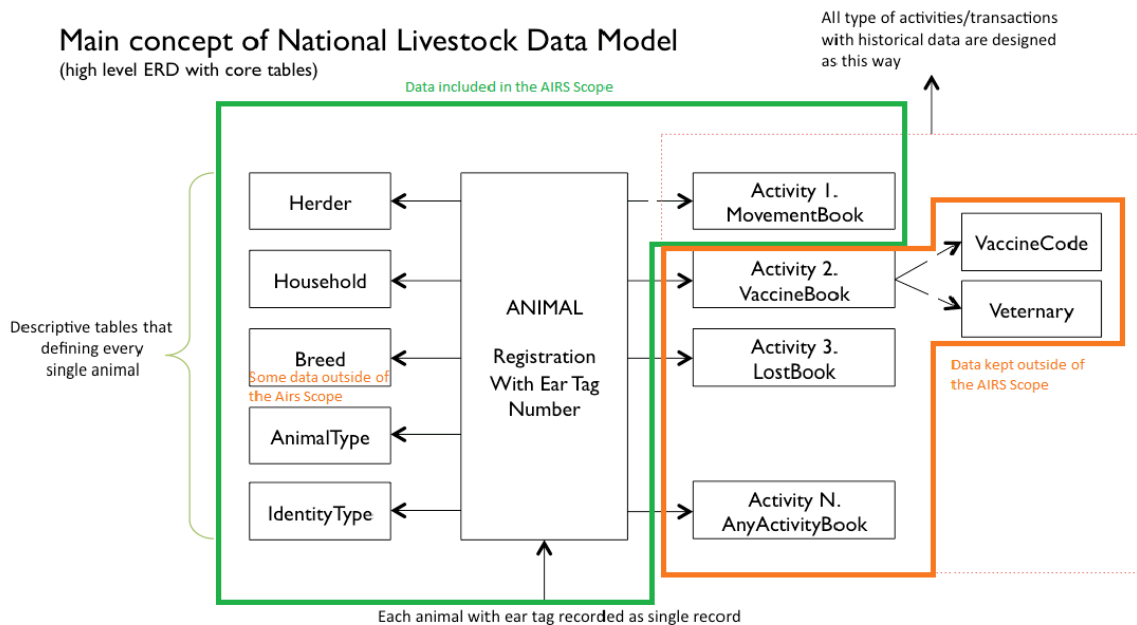 Main concept of National Livestock Data Model
(high level ERD with core tables)
All type of activities/transactions
with historical data are designed
as this way
Data included in the AIRS Scope
Descriptive tables that
defining every
single animal
Herder
Household
Breed
Some data outside of
the Airs Scope
AnimalType
IdentityType
ANIMAL
Registration
With Ear Tag
Number
Activity 1.
MovementBook
Activity 2.
VaccineBook
Activity 3.
LostBook
Activity N.
AnyActivityBook
VaccineCode
Veternary
Data kept outside of
the AIRS Scope
Each animal with ear tag recorded as single record